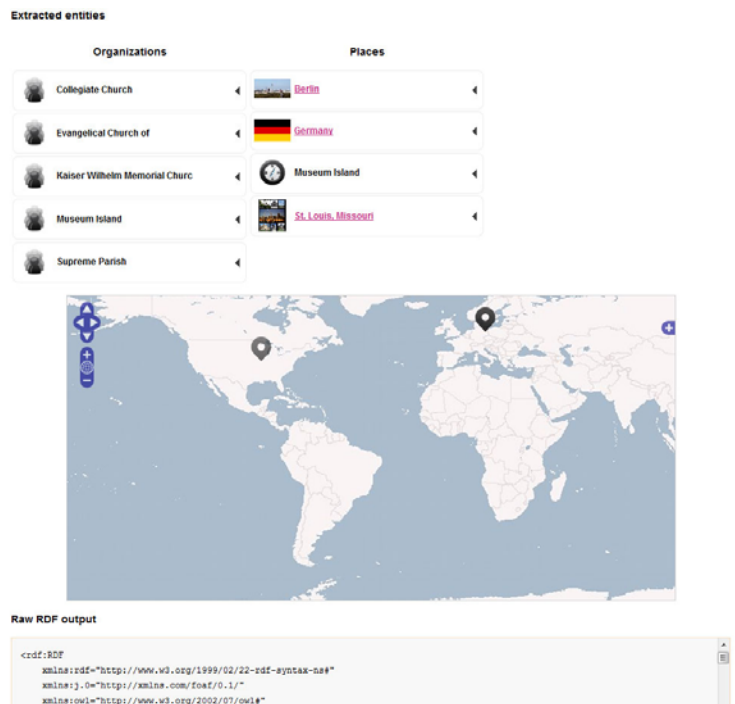 Extracted entities
Organizations
Places
Collegiate Church
Berlin
Evangelical Church of
Germany
Kaiser Wilhelm Memorial Churc
Museum Island
Museum Island
St. Louis, Missouri
Supreme Parish
Raw RDF output
<rdf:RDF
xmlns:rdf="http://www.w3.org/1999/02/22-rdf-syntax-ns#"
xmlns:j.0="http://xmlns.com/foaf/0.1/"
xmlns:owl="http://www.w3.org/2002/07/owl#"